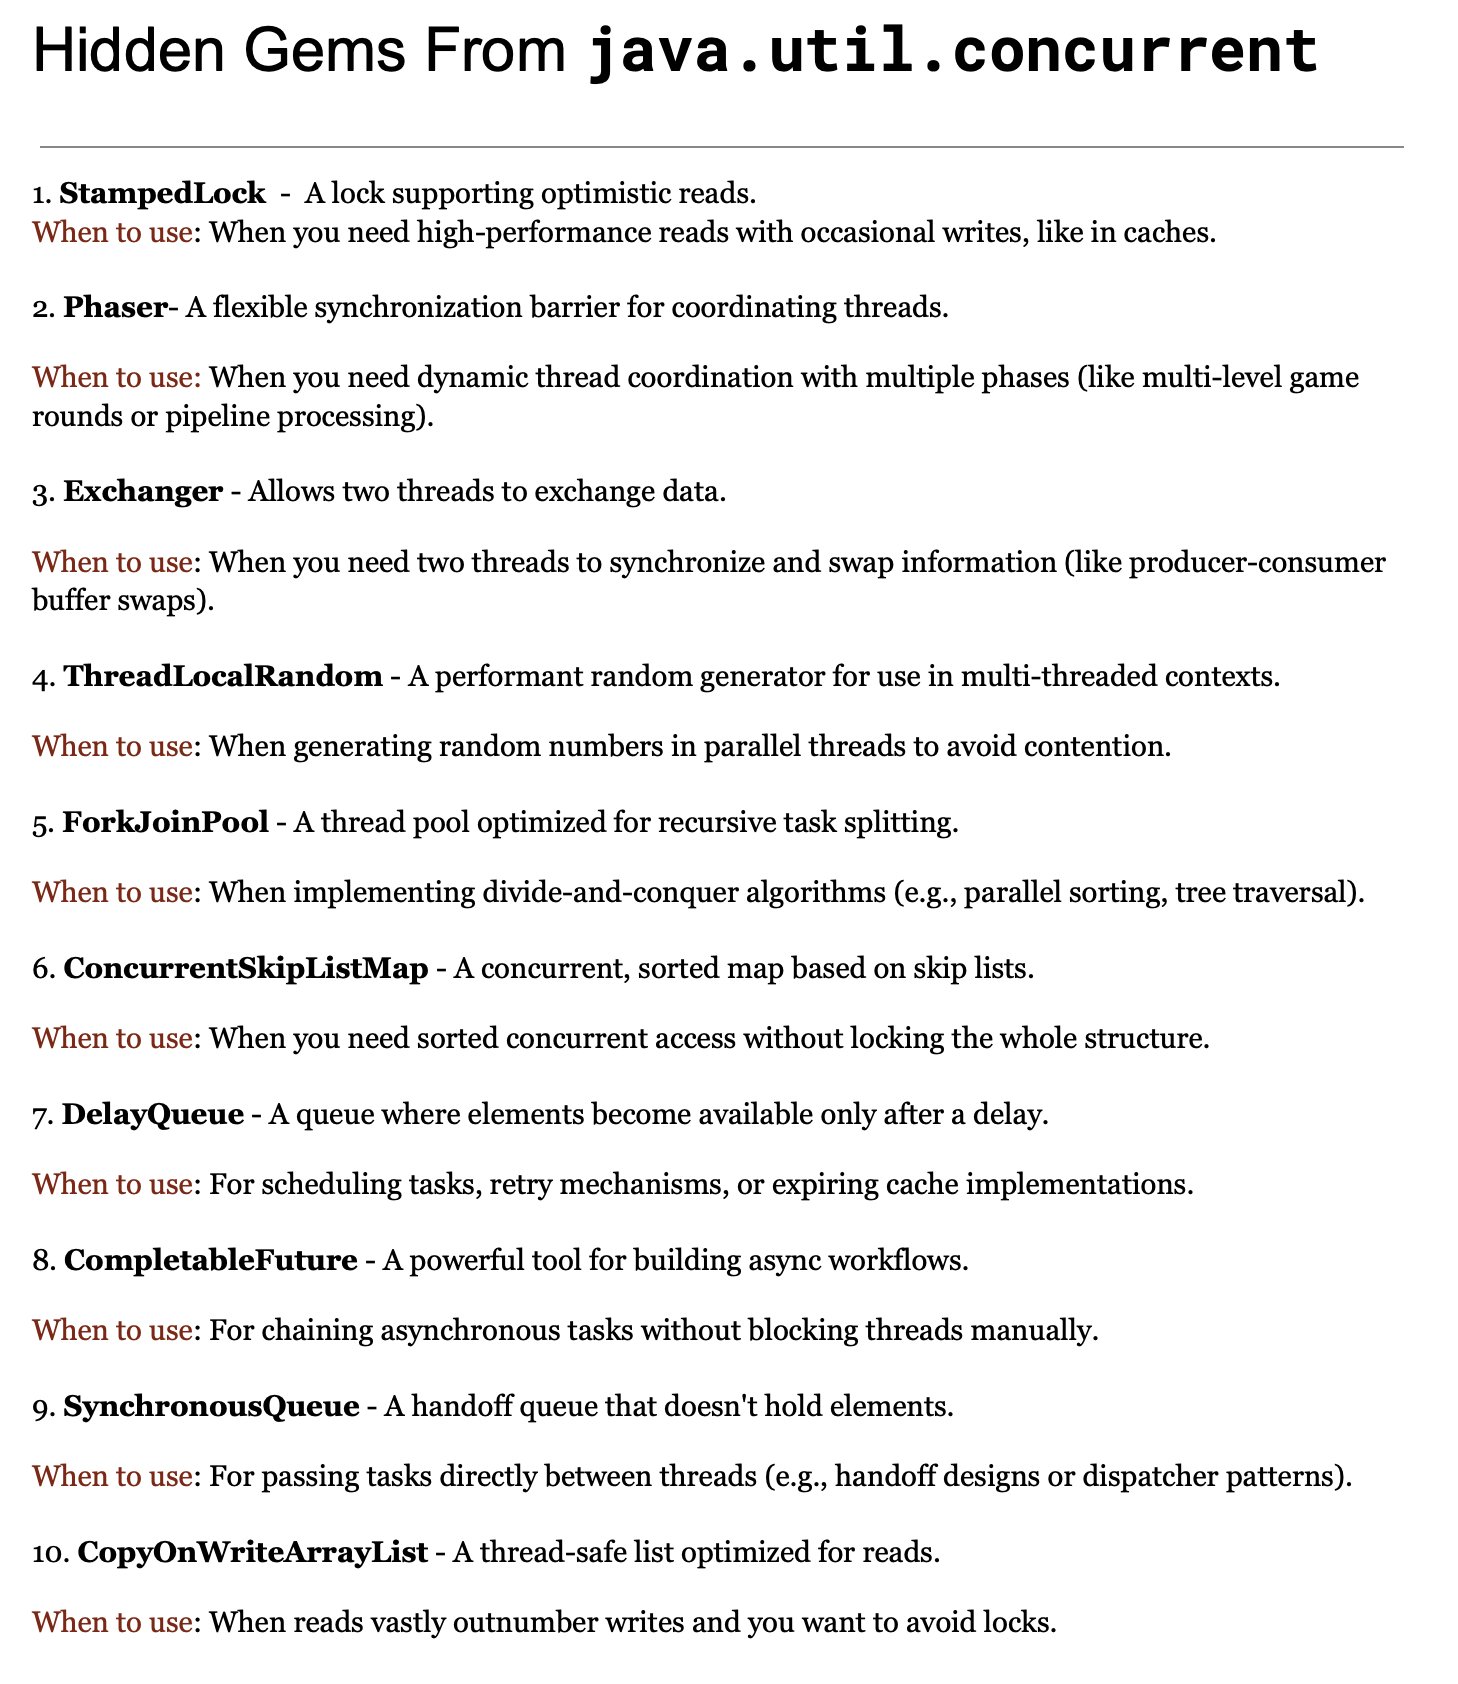 Hidden Gems From java.util.concurrent
1. StampedLock - A lock supporting optimistic reads.
When to use: When you need high-performance reads with occasional writes, like in caches.
2. Phaser- A flexible synchronization barrier for coordinating threads.
When to use: When you need dynamic thread coordination with multiple phases (like multi-level game
rounds or pipeline processing).
3. Exchanger - Allows two threads to exchange data.
When to use: When you need two threads to synchronize and swap information (like producer-consumer
buffer swaps).
4. ThreadLocalRandom - A performant random generator for use in multi-threaded contexts.
When to use: When generating random numbers in parallel threads to avoid contention.
5. ForkJoinPool - A thread pool optimized for recursive task splitting.
When to use: When implementing divide-and-conquer algorithms (e.g., parallel sorting, tree traversal).
6. ConcurrentSkipListMap - A concurrent, sorted map based on skip lists.
When to use: When you need sorted concurrent access without locking the whole structure.
7. DelayQueue - A queue where elements become available only after a delay.
When to use: For scheduling tasks, retry mechanisms, or expiring cache implementations.
8. CompletableFuture - A powerful tool for building async workflows.
When to use: For chaining asynchronous tasks without blocking threads manually.
9. SynchronousQueue - A handoff queue that doesn't hold elements.
When to use: For passing tasks directly between threads (e.g., handoff designs or dispatcher patterns).
10. CopyOnWriteArrayList - A thread-safe list optimized for reads.
When to use: When reads vastly outnumber writes and you want to avoid locks.